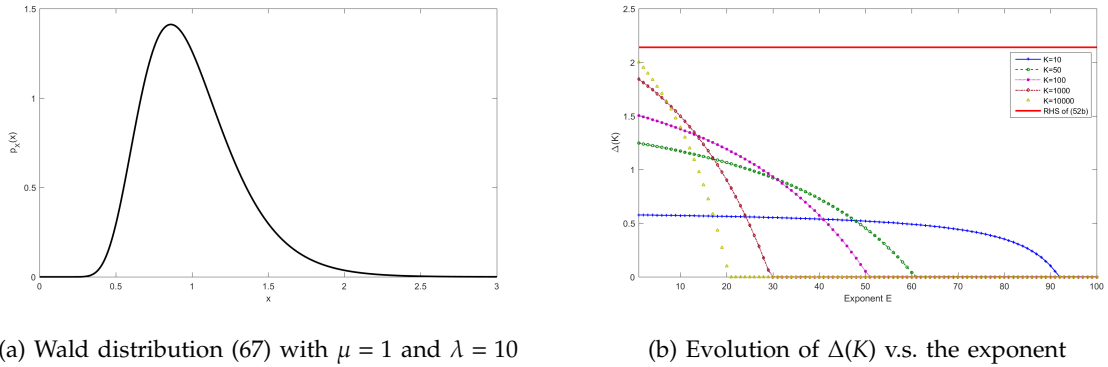 1.5
1
0.5
0
p_X(x)
0 0.5 1 1.5 2 2.5 3
x
2.5
2
1.5
1
0.5
0
Δ(K)
K=10
K=50
K=100
K=1000
K=10000
RHS of (52b)
10 20 30 40 50 60 70 80 90 100
Exponent E
(a) Wald distribution (67) with μ = 1 and λ = 10
(b) Evolution of Δ(K) v.s. the exponent